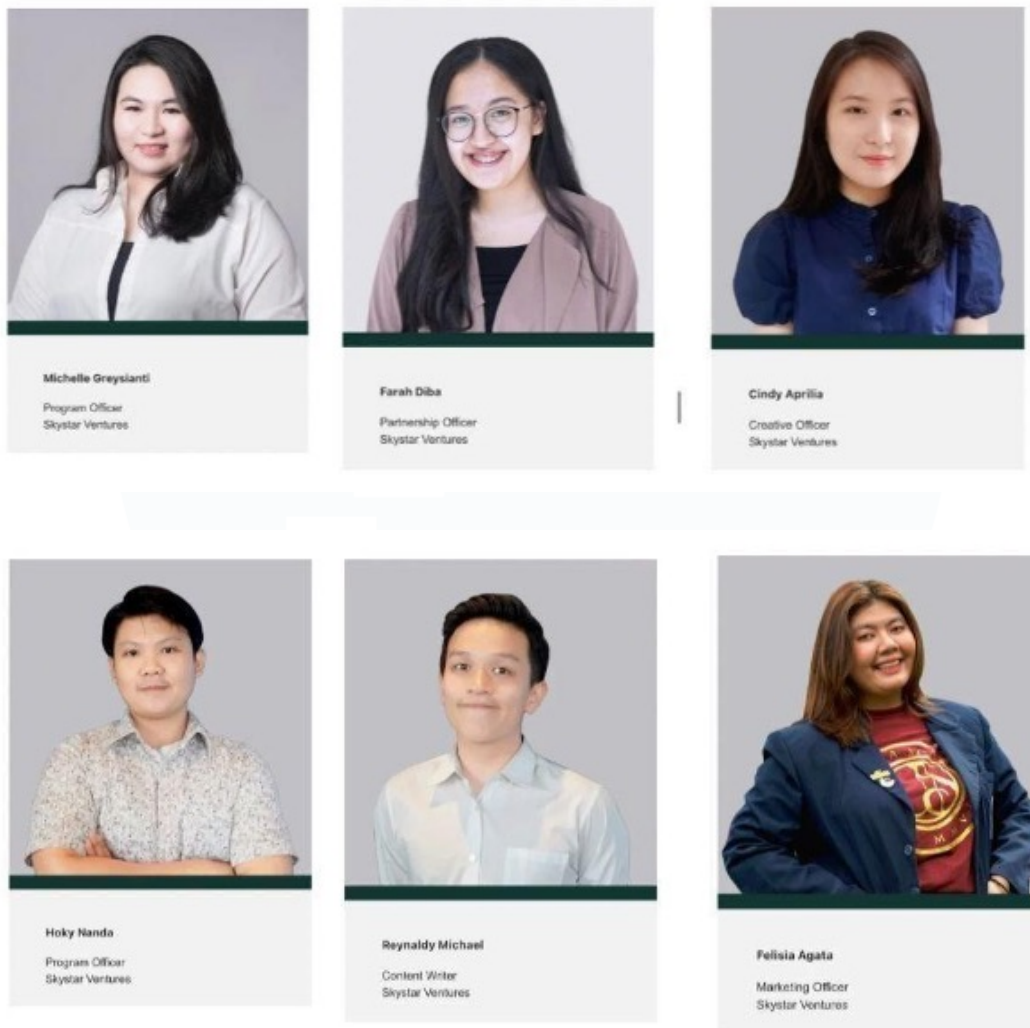 Michelle Greysianti
Program Officer
Skystar Ventures
Farah Diba
Partnership Officer
Skystar Ventures
Cindy Aprilia
Creative Officer
Skystar Ventures
Hoky Nanda
Program Officer
Skystar Ventures
Reynaldy Michael
Content Writer
Skystar Ventures
Felisia Agata
Marketing Officer
Skystar Ventures